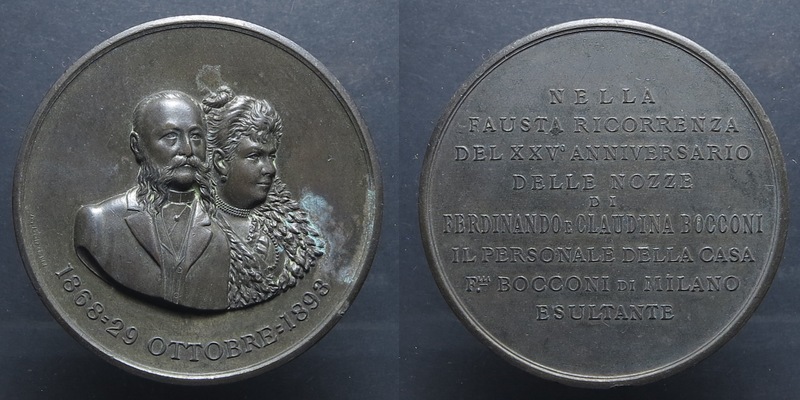 1868=29 OTTOBRE=1893
NELLA
FAUSTA RICORRENZA
DEL XXV° ANNIVERSARIO
DELLE NOZZE
DI
FERDINANDO E CLAUDINA BOCCONI
IL PERSONALE DELLA CASA
F.lli BOCCONI DI MILANO
ESULTANTE